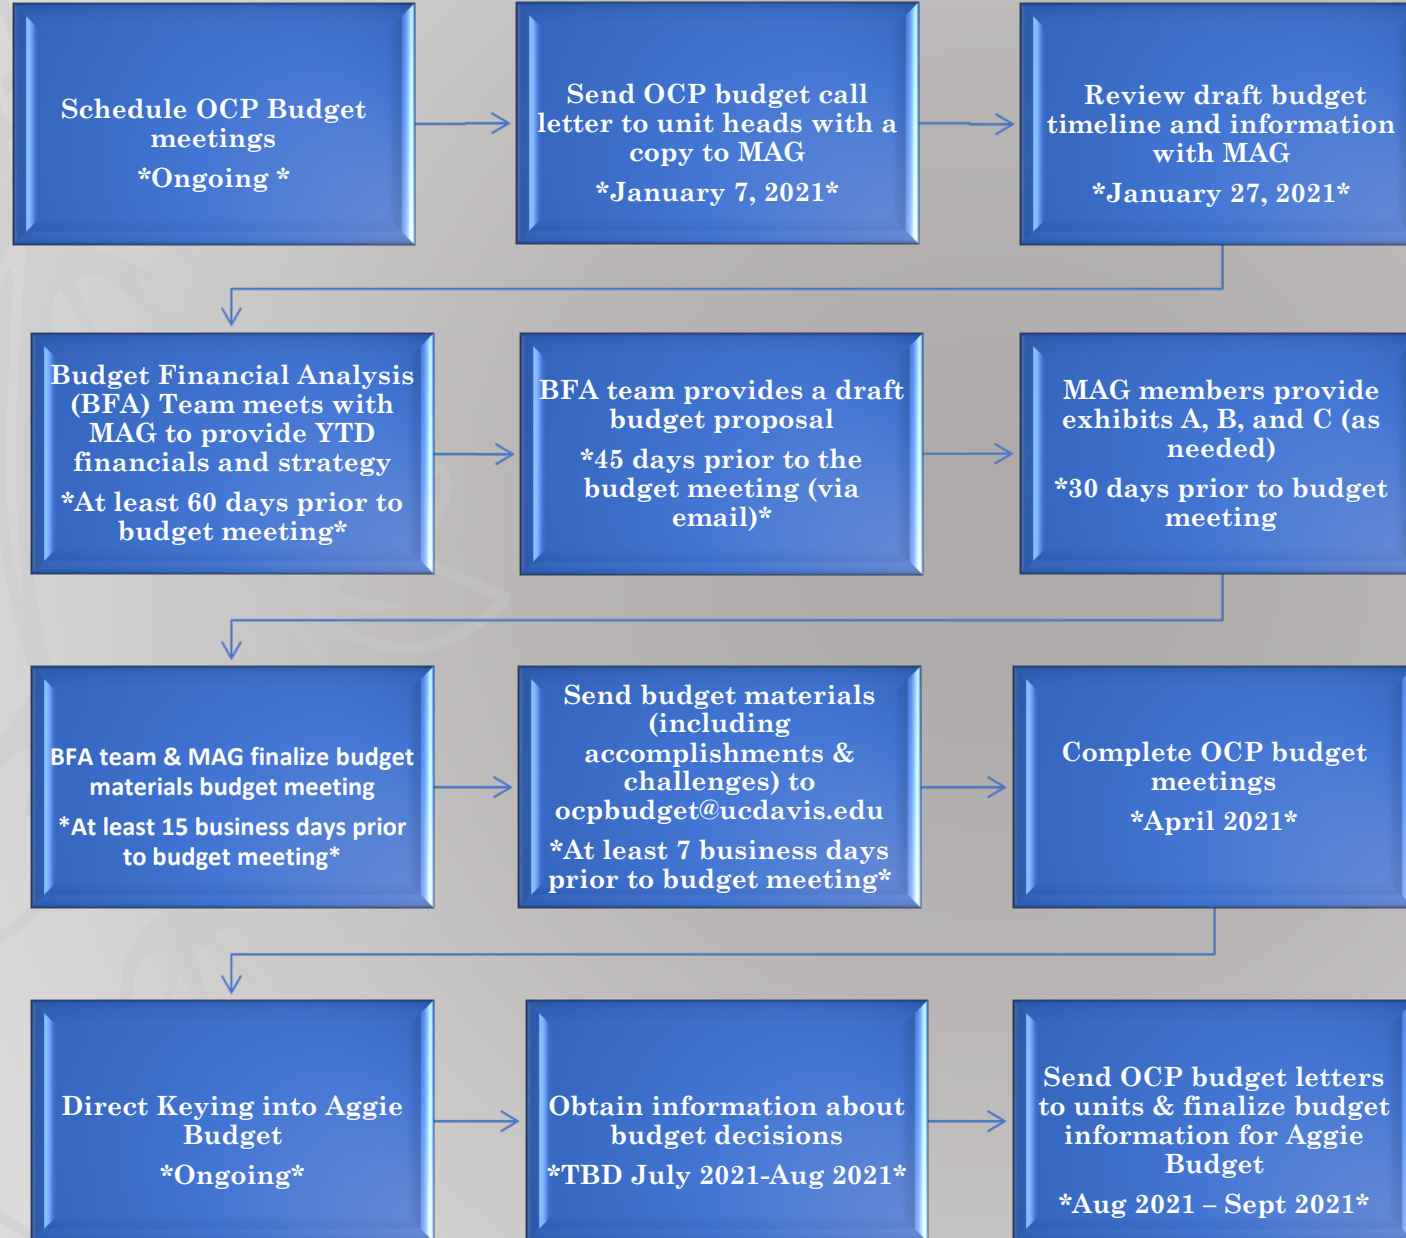 Schedule OCP Budget
meetings
*Ongoing *
Send OCP budget call
letter to unit heads with a
copy to MAG
*January 7, 2021*
Review draft budget
timeline and information
with MAG
*January 27, 2021*
Budget Financial Analysis
(BFA) Team meets with
MAG to provide YTD
financials and strategy
*At least 60 days prior to
budget meeting*
BFA team provides a draft
budget proposal
*45 days prior to the
budget meeting (via
email)*
MAG members provide
exhibits A, B, and C (as
needed)
*30 days prior to budget
meeting
BFA team & MAG finalize budget
materials budget meeting
*At least 15 business days prior
to budget meeting*
Send budget materials
(including
accomplishments &
challenges) to
ocpbudget@ucdavis.edu
*At least 7 business days
prior to budget meeting*
Complete OCP budget
meetings
*April 2021*
Direct Keying into Aggie
Budget
*Ongoing*
Obtain information about
budget decisions
*TBD July 2021-Aug 2021*
Send OCP budget letters
to units & finalize budget
information for Aggie
Budget
*Aug 2021 – Sept 2021*